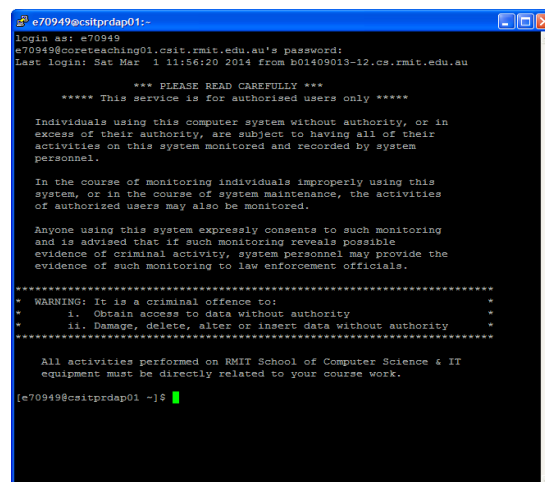 e70949@csitprdap01:~
login as: e70949
e70949@coreteaching01.csit.rmit.edu.au's password:
Last login: Sat Mar  1 11:56:20 2014 from b01409013-12.cs.rmit.edu.au
*** PLEASE READ CAREFULLY ***
***** This service is for authorised users only *****
Individuals using this computer system without authority, or in
excess of their authority, are subject to having all of their
activities on this system monitored and recorded by system
personnel.
In the course of monitoring individuals improperly using this
system, or in the course of system maintenance, the activities
of authorized users may also be monitored.
Anyone using this system expressly consents to such monitoring
and is advised that if such monitoring reveals possible
evidence of criminal activity, system personnel may provide the
evidence of such monitoring to law enforcement officials.
*************************************************************************
*  WARNING: It is a criminal offence to:                                *
*       i.  Obtain access to data without authority                     *
*       ii. Damage, delete, alter or insert data without authority      *
*************************************************************************
All activities performed on RMIT School of Computer Science & IT
equipment must be directly related to your course work.
[e70949@csitprdap01 ~]$